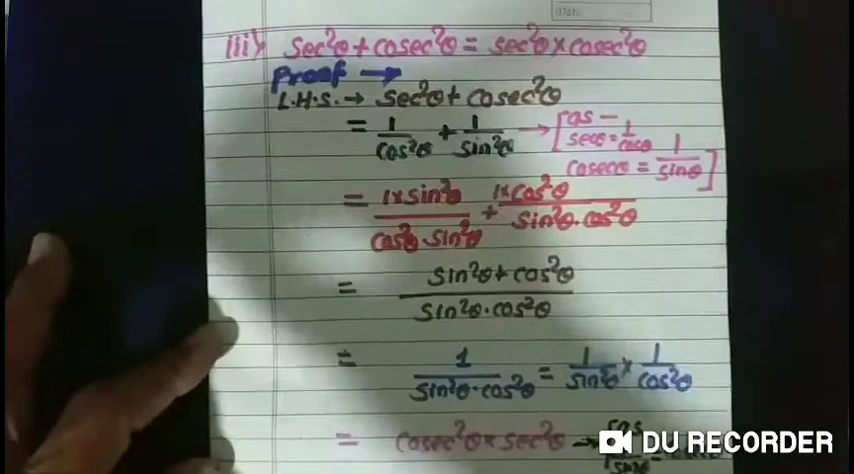 Date
iii) sec²θ + cosec²θ = sec²θ × cosec²θ
Proof →
L.H.S. → sec²θ + cosec²θ
= 1/cos²θ + 1/sin²θ → [as –
secθ = 1/cosθ
cosecθ = 1/sinθ]
= 1×sin²θ/cos²θ·sin²θ + 1×cos²θ/sin²θ·cos²θ
= sin²θ + cos²θ/sin²θ·cos²θ
= 1/sin²θ·cos²θ = 1/sin²θ × 1/cos²θ
= cosec²θ × sec²θ → [as
DU RECORDER